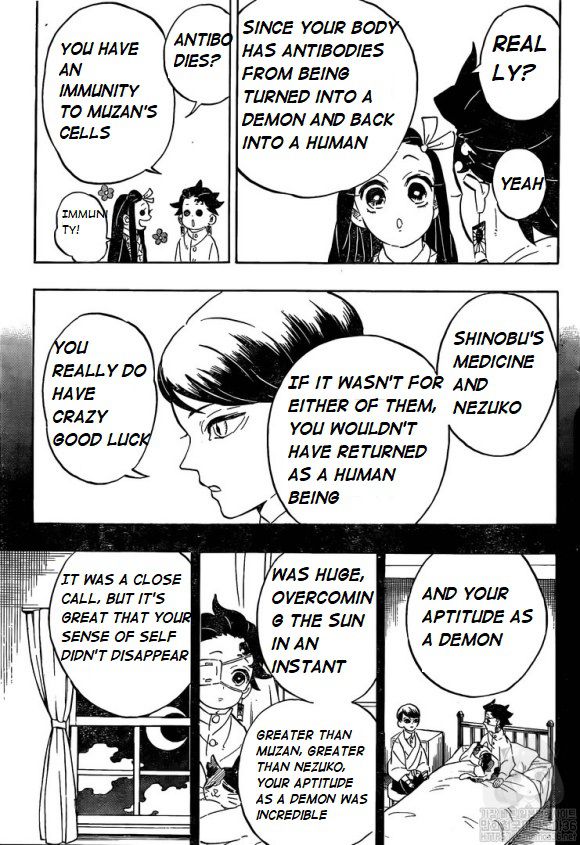 REAL
LY?
YEAH
SINCE YOUR BODY
HAS ANTIBODIES
FROM BEING
TURNED INTO A
DEMON AND BACK
INTO A HUMAN
ANTIBO
DIES?
YOU HAVE
AN
IMMUNITY
TO MUZAN'S
CELLS
IMMUNI
TY!
SHINOBU'S
MEDICINE
AND
NEZUKO
IF IT WASN'T FOR
EITHER OF THEM,
YOU WOULDN'T
HAVE RETURNED
AS A HUMAN
BEING
YOU
REALLY DO
HAVE
CRAZY
GOOD LUCK
AND YOUR
APTITUDE AS
A DEMON
WAS HUGE,
OVERCOMIN
G THE SUN
IN AN
INSTANT
GREATER THAN
MUZAN, GREATER
THAN NEZUKO,
YOUR APTITUDE
AS A DEMON WAS
INCREDIBLE
IT WAS A CLOSE
CALL, BUT IT'S
GREAT THAT YOUR
SENSE OF SELF
DIDN'T DISAPPEAR